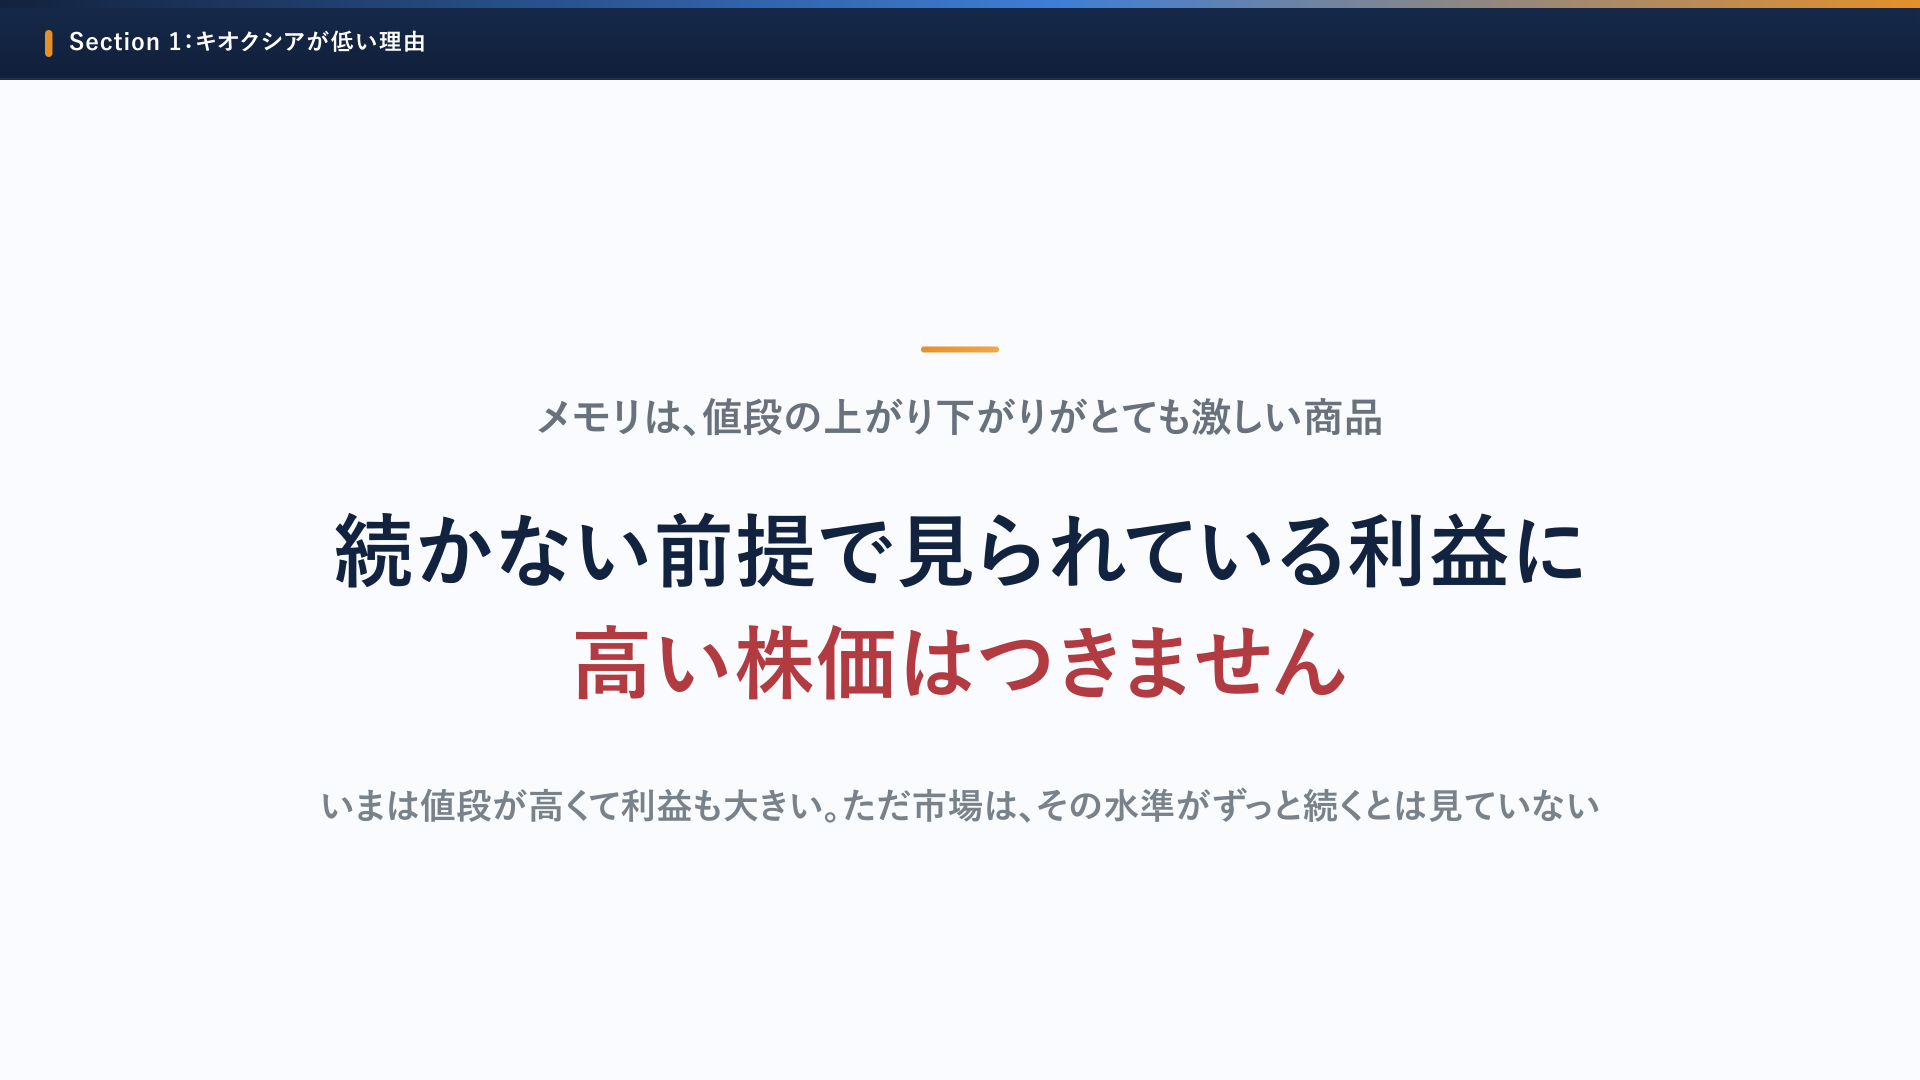 Section 1：キオクシアが低い理由
メモリは、値段の上がり下がりがとても激しい商品
続かない前提で見られている利益に
高い株価はつきません
いまは値段が高くて利益も大きい。ただ市場は、その水準がずっと続くとは見ていない